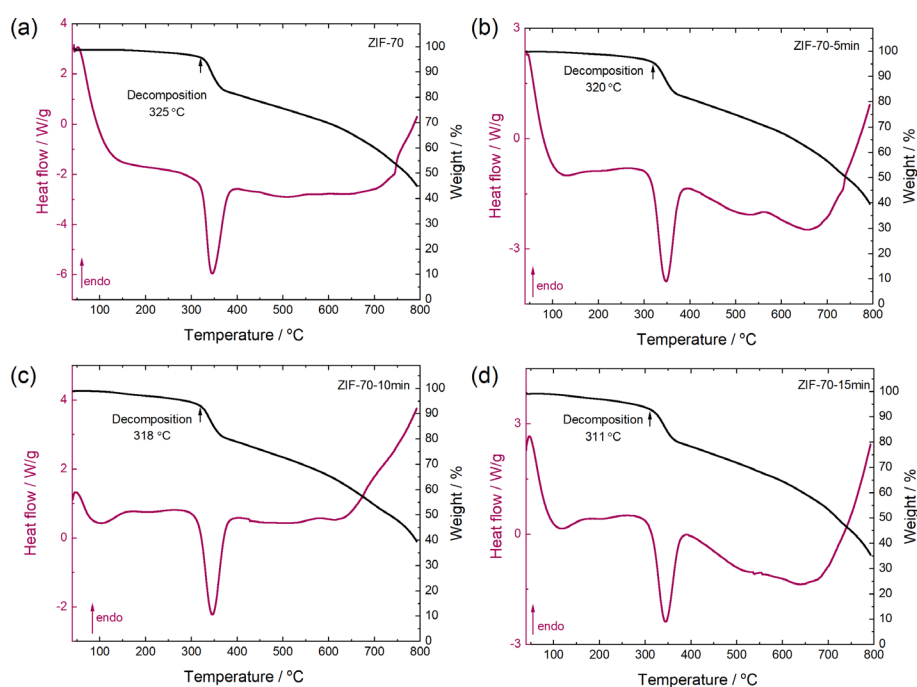 (a)
ZIF-70
Decomposition
325 °C
endo
Heat flow / W/g
4
2
0
-2
-4
-6
Weight / %
100
90
80
70
60
50
40
30
20
10
0
100 200 300 400 500 600 700 800
Temperature / °C
(b)
ZIF-70-5min
Decomposition
320 °C
endo
Heat flow / W/g
3
0
-3
Weight / %
100
90
80
70
60
50
40
30
20
10
0
100 200 300 400 500 600 700 800
Temperature / °C
(c)
ZIF-70-10min
Decomposition
318 °C
endo
Heat flow / W/g
4
2
0
-2
Weight / %
100
90
80
70
60
50
40
30
20
10
0
100 200 300 400 500 600 700 800
Temperature / °C
(d)
ZIF-70-15min
Decomposition
311 °C
endo
Heat flow / W/g
3
0
-3
Weight / %
100
90
80
70
60
50
40
30
20
10
0
100 200 300 400 500 600 700 800
Temperature / °C